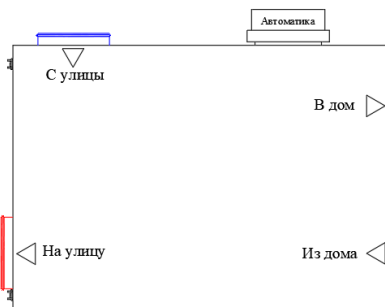 Автоматика
С улицы
В дом
На улицу
Из дома